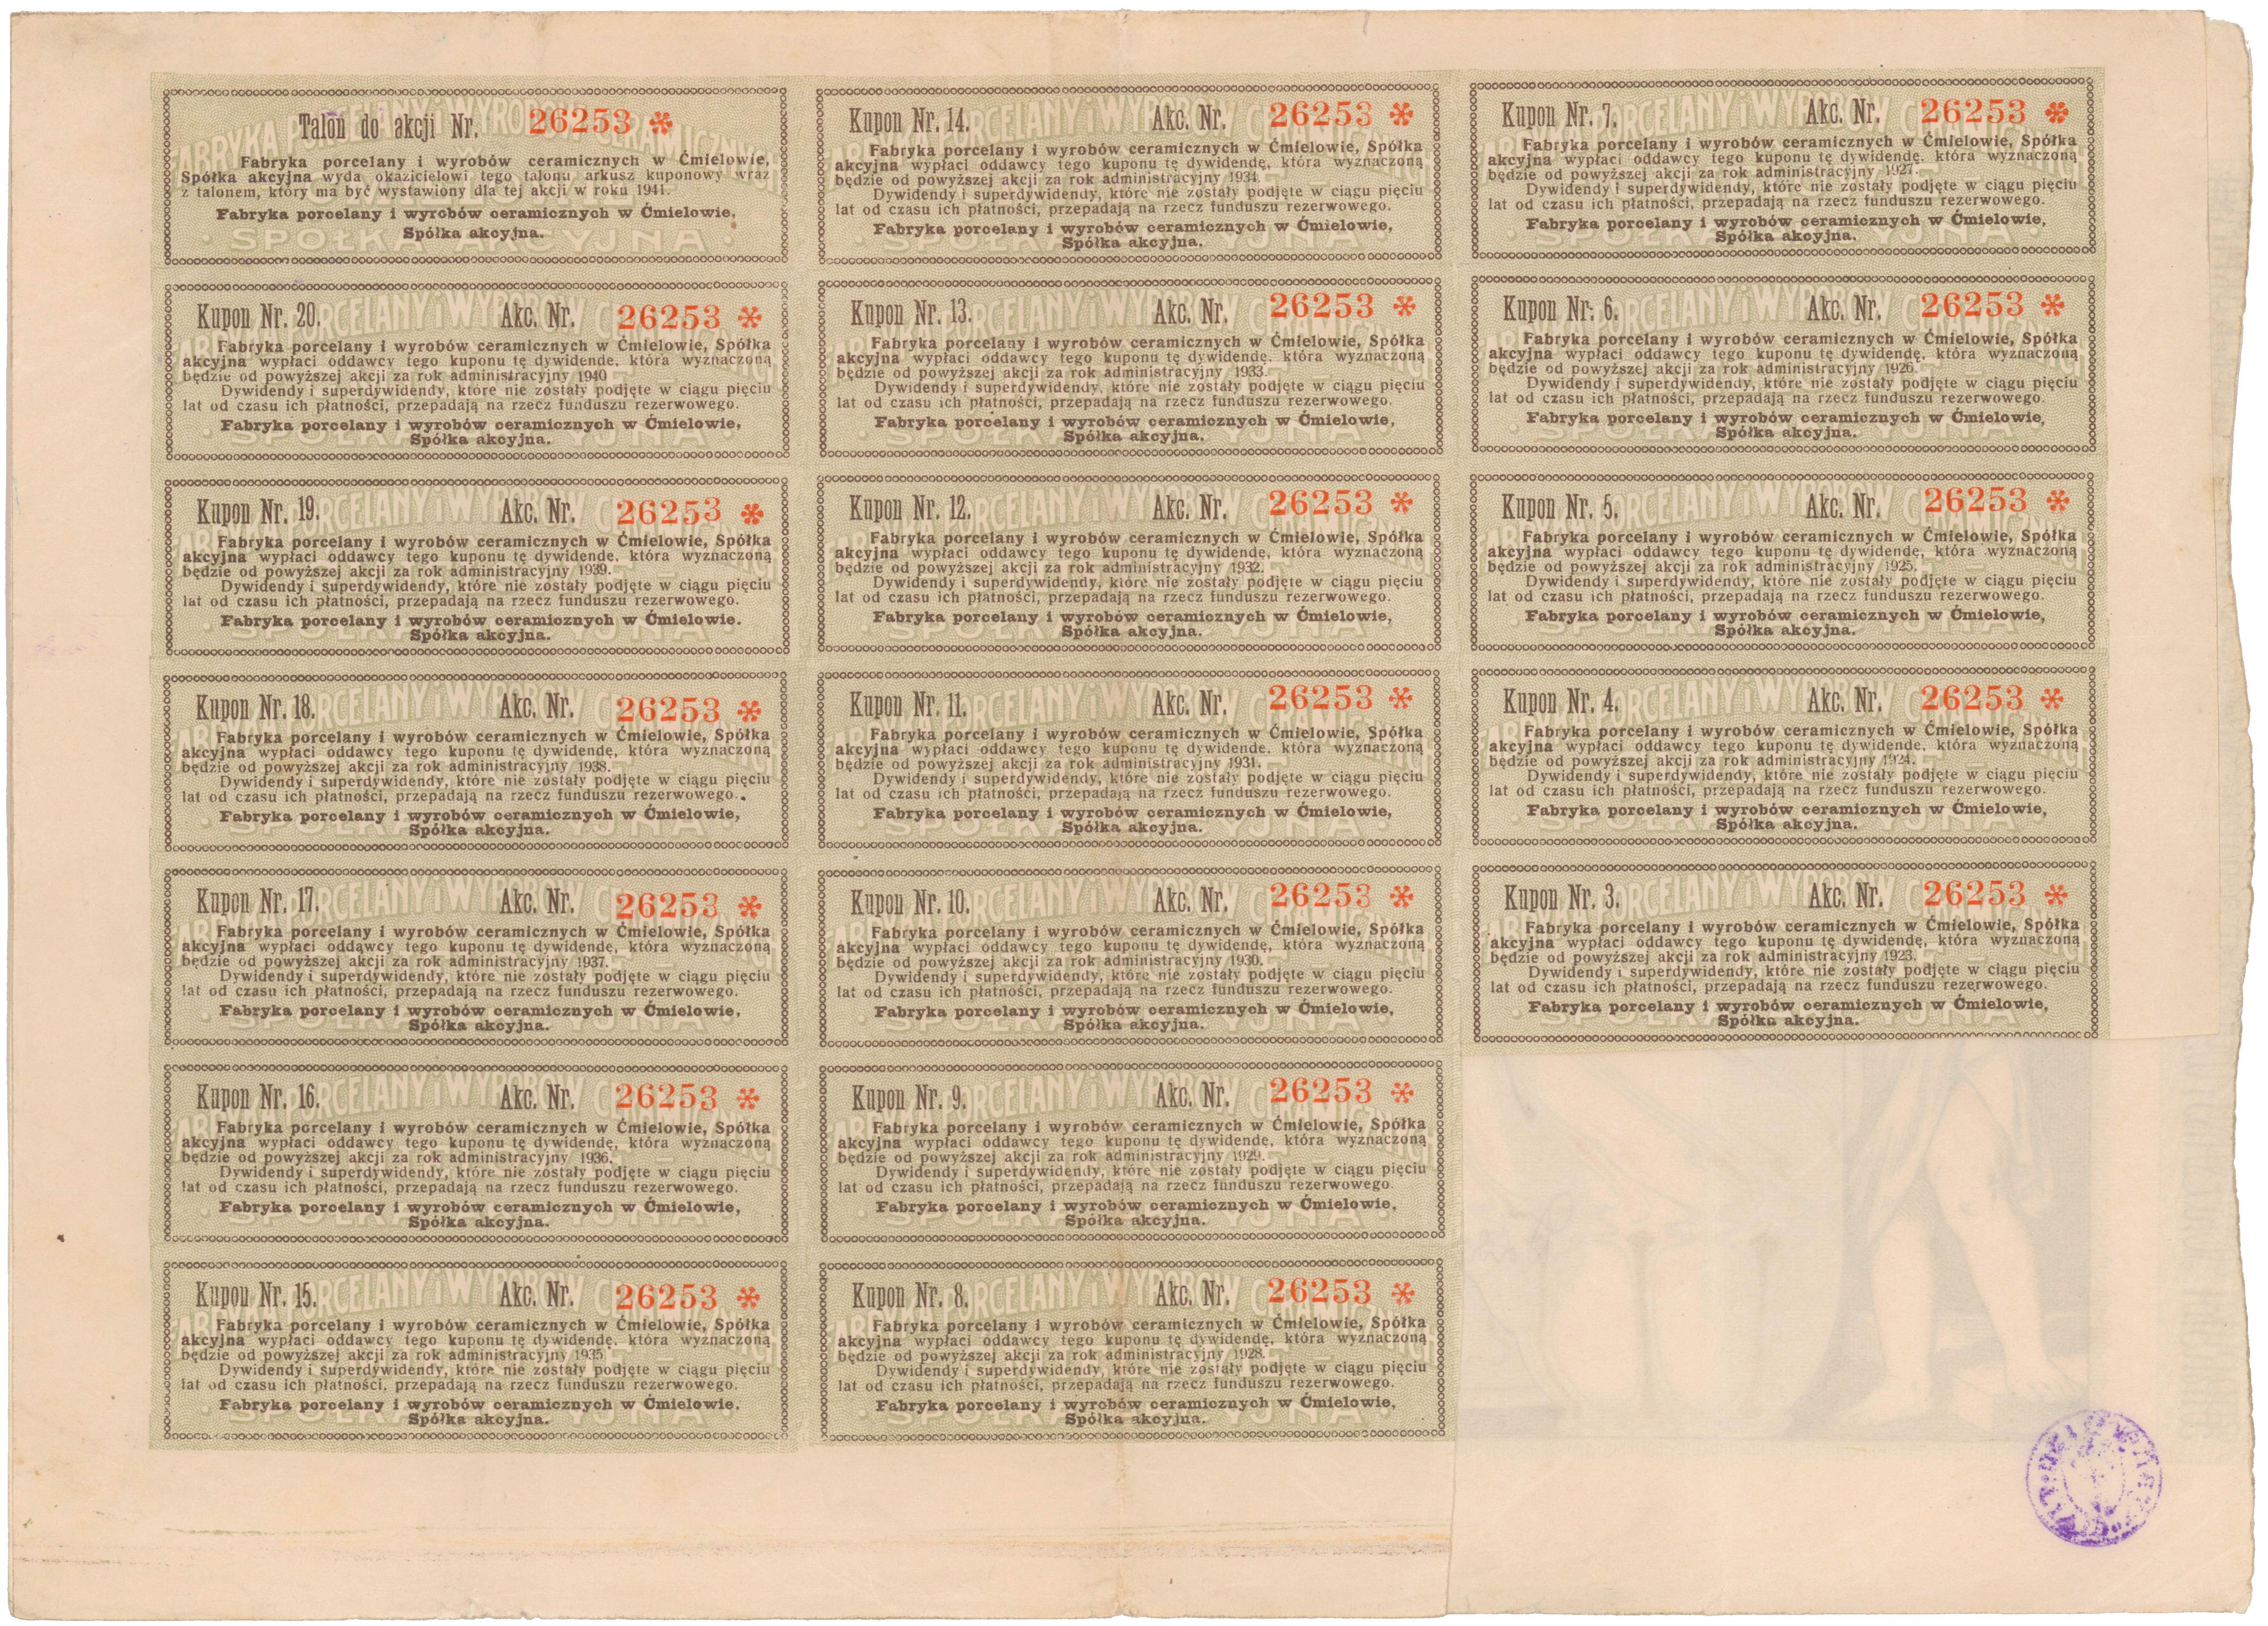 Talon do akcji Nr. 26253 *
Fabryka porcelany i wyrobów ceramicznych w Ćmielowie,
Spółka akcyjna wyda okazicielowi tego talonu arkusz kuponowy wraz
z talonem, który ma być wystawiony dla tej akcji w roku 1941.
Fabryka porcelany i wyrobów ceramicznych w Ćmielowie,
Spółka akcyjna.
Kupon Nr. 20. Akc. Nr. 26253 *
Fabryka porcelany i wyrobów ceramicznych w Ćmielowie, Spółka
akcyjna wypłaci oddawcy tego kuponu tę dywidendę, która wyznaczoną
będzie od powyższej akcji za rok administracyjny 1940
Dywidendy i superdywidendy, które nie zostały podjęte w ciągu pięciu
lat od czasu ich płatności, przepadają na rzecz funduszu rezerwowego.
Fabryka porcelany i wyrobów ceramicznych w Ćmielowie,
Spółka akcyjna.
Kupon Nr. 19. Akc. Nr. 26253 *
Fabryka porcelany i wyrobów ceramicznych w Ćmielowie, Spółka
akcyjna wypłaci oddawcy tego kuponu tę dywidendę, która wyznaczoną
będzie od powyższej akcji za rok administracyjny 1939.
Dywidendy i superdywidendy, które nie zostały podjęte w ciągu pięciu
lat od czasu ich płatności, przepadają na rzecz funduszu rezerwowego.
Fabryka porcelany i wyrobów ceramicznych w Ćmielowie.
Spółka akcyjna.
Kupon Nr. 18. Akc. Nr. 26253 *
Fabryka porcelany i wyrobów ceramicznych w Ćmielowie, Spółka
akcyjna wypłaci oddawcy tego kuponu tę dywidendę, która wyznaczoną
będzie od powyższej akcji za rok administracyjny 1938.
Dywidendy i superdywidendy, które nie zostały podjęte w ciągu pięciu
lat od czasu ich płatności, przepadają na rzecz funduszu rezerwowego.
Fabryka porcelany i wyrobów ceramicznych w Ćmielowie,
Spółka akcyjna.
Kupon Nr. 17. Akc. Nr. 26253 *
Fabryka porcelany i wyrobów ceramicznych w Ćmielowie, Spółka
akcyjna wypłaci oddawcy tego kuponu tę dywidendę, która wyznaczoną
będzie od powyższej akcji za rok administracyjny 1937.
Dywidendy i superdywidendy, które nie zostały podjęte w ciągu pięciu
lat od czasu ich płatności, przepadają na rzecz funduszu rezerwowego.
Fabryka porcelany i wyrobów ceramicznych w Ćmielowie,
Spółka akcyjna.
Kupon Nr. 16. Akc. Nr. 26253 *
Fabryka porcelany i wyrobów ceramicznych w Ćmielowie, Spółka
akcyjna wypłaci oddawcy tego kuponu tę dywidendę, która wyznaczoną
będzie od powyższej akcji za rok administracyjny 1936.
Dywidendy i superdywidendy, które nie zostały podjęte w ciągu pięciu
lat od czasu ich płatności, przepadają na rzecz funduszu rezerwowego.
Fabryka porcelany i wyrobów ceramicznych w Ćmielowie,
Spółka akcyjna.
Kupon Nr. 15. Akc. Nr. 26253 *
Fabryka porcelany i wyrobów ceramicznych w Ćmielowie, Spółka
akcyjna wypłaci oddawcy tego kuponu tę dywidendę, która wyznaczoną
będzie od powyższej akcji za rok administracyjny 1935
Dywidendy i superdywidendy, które nie zostały podjęte w ciągu pięciu
lat od czasu ich płatności, przepadają na rzecz funduszu rezerwowego.
Fabryka porcelany i wyrobów ceramicznych w Ćmielowie,
Spółka akcyjna.
Kupon Nr. 14. Akc. Nr. 26253 *
Fabryka porcelany i wyrobów ceramicznych w Ćmielowie, Spółka
akcyjna wypłaci oddawcy tego kuponu tę dywidendę, która wyznaczoną
będzie od powyższej akcji za rok administracyjny 1934.
Dywidendy i superdywidendy, które nie zostały podjęte w ciągu pięciu
lat od czasu ich płatności, przepadają na rzecz funduszu rezerwowego.
Fabryka porcelany i wyrobów ceramicznych w Ćmielowie,
Spółka akcyjna.
Kupon Nr. 13. Akc. Nr. 26253 *
Fabryka porcelany i wyrobów ceramicznych w Ćmielowie, Spółka
akcyjna wypłaci oddawcy tego kuponu tę dywidendę, która wyznaczoną
będzie od powyższej akcji za rok administracyjny 1933.
Dywidendy i superdywidendy, które nie zostały podjęte w ciągu pięciu
lat od czasu ich płatności, przepadają na rzecz funduszu rezerwowego.
Fabryka porcelany i wyrobów ceramicznych w Ćmielowie,
Spółka akcyjna.
Kupon Nr. 12. Akc. Nr. 26253 *
Fabryka porcelany i wyrobów ceramicznych w Ćmielowie, Spółka
akcyjna wypłaci oddawcy tego kuponu tę dywidendę, która wyznaczoną
będzie od powyższej akcji za rok administracyjny 1932.
Dywidendy i superdywidendy, które nie zostały podjęte w ciągu pięciu
lat od czasu ich płatności, przepadają na rzecz funduszu rezerwowego.
Fabryka porcelany i wyrobów ceramicznych w Ćmielowie,
Spółka akcyjna.
Kupon Nr. 11. Akc. Nr. 26253 *
Fabryka porcelany i wyrobów ceramicznych w Ćmielowie, Spółka
akcyjna wypłaci oddawcy tego kuponu tę dywidendę, która wyznaczoną
będzie od powyższej akcji za rok administracyjny 1931.
Dywidendy i superdywidendy, które nie zostały podjęte w ciągu pięciu
lat od czasu ich płatności, przepadają na rzecz funduszu rezerwowego.
Fabryka porcelany i wyrobów ceramicznych w Ćmielowie,
Spółka akcyjna.
Kupon Nr. 10. Akc. Nr. 26253 *
Fabryka porcelany i wyrobów ceramicznych w Ćmielowie, Spółka
akcyjna wypłaci oddawcy tego kuponu tę dywidendę, która wyznaczoną
będzie od powyższej akcji za rok administracyjny 1930.
Dywidendy i superdywidendy, które nie zostały podjęte w ciągu pięciu
lat od czasu ich płatności, przepadają na rzecz funduszu rezerwowego.
Fabryka porcelany i wyrobów ceramicznych w Ćmielowie,
Spółka akcyjna.
Kupon Nr. 9. Akc. Nr. 26253 *
Fabryka porcelany i wyrobów ceramicznych w Ćmielowie, Spółka
akcyjna wypłaci oddawcy tego kuponu tę dywidendę, która wyznaczoną
będzie od powyższej akcji za rok administracyjny 1929.
Dywidendy i superdywidendy, które nie zostały podjęte w ciągu pięciu
lat od czasu ich płatności, przepadają na rzecz funduszu rezerwowego.
Fabryka porcelany i wyrobów ceramicznych w Ćmielowie,
Spółka akcyjna.
Kupon Nr. 8. Akc. Nr. 26253 *
Fabryka porcelany i wyrobów ceramicznych w Ćmielowie, Spółka
akcyjna wypłaci oddawcy tego kuponu tę dywidendę, która wyznaczoną
będzie od powyższej akcji za rok administracyjny 1928.
Dywidendy i superdywidendy, które nie zostały podjęte w ciągu pięciu
lat od czasu ich płatności, przepadają na rzecz funduszu rezerwowego.
Fabryka porcelany i wyrobów ceramicznych w Ćmielowie,
Spółka akcyjna.
Kupon Nr. 7. Akc. Nr. 26253 *
Fabryka porcelany i wyrobów ceramicznych w Ćmielowie, Spółka
akcyjna wypłaci oddawcy tego kuponu tę dywidendę, która wyznaczoną
będzie od powyższej akcji za rok administracyjny 1927.
Dywidendy i superdywidendy, które nie zostały podjęte w ciągu pięciu
lat od czasu ich płatności, przepadają na rzecz funduszu rezerwowego.
Fabryka porcelany i wyrobów ceramicznych w Ćmielowie,
Spółka akcyjna.
Kupon Nr. 6. Akc. Nr. 26253 *
Fabryka porcelany i wyrobów ceramicznych w Ćmielowie, Spółka
akcyjna wypłaci oddawcy tego kuponu tę dywidendę, która wyznaczoną
będzie od powyższej akcji za rok administracyjny 1926.
Dywidendy i superdywidendy, które nie zostały podjęte w ciągu pięciu
lat od czasu ich płatności, przepadają na rzecz funduszu rezerwowego.
Fabryka porcelany i wyrobów ceramicznych w Ćmielowie,
Spółka akcyjna.
Kupon Nr. 5. Akc. Nr. 26253 *
Fabryka porcelany i wyrobów ceramicznych w Ćmielowie, Spółka
akcyjna wypłaci oddawcy tego kuponu tę dywidendę, która wyznaczoną
będzie od powyższej akcji za rok administracyjny 1925.
Dywidendy i superdywidendy, które nie zostały podjęte w ciągu pięciu
lat od czasu ich płatności, przepadają na rzecz funduszu rezerwowego.
Fabryka porcelany i wyrobów ceramicznych w Ćmielowie,
Spółka akcyjna.
Kupon Nr. 4. Akc. Nr. 26253 *
Fabryka porcelany i wyrobów ceramicznych w Ćmielowie, Spółka
akcyjna wypłaci oddawcy tego kuponu tę dywidendę, która wyznaczoną
będzie od powyższej akcji za rok administracyjny 1924.
Dywidendy i superdywidendy, które nie zostały podjęte w ciągu pięciu
lat od czasu ich płatności, przepadają na rzecz funduszu rezerwowego.
Fabryka porcelany i wyrobów ceramicznych w Ćmielowie,
Spółka akcyjna.
Kupon Nr. 3. Akc. Nr. 26253 *
Fabryka porcelany i wyrobów ceramicznych w Ćmielowie, Spółka
akcyjna wypłaci oddawcy tego kuponu tę dywidendę, która wyznaczoną
będzie od powyższej akcji za rok administracyjny 1923.
Dywidendy i superdywidendy, które nie zostały podjęte w ciągu pięciu
lat od czasu ich płatności, przepadają na rzecz funduszu rezerwowego.
Fabryka porcelany i wyrobów ceramicznych w Ćmielowie,
Spółka akcyjna.